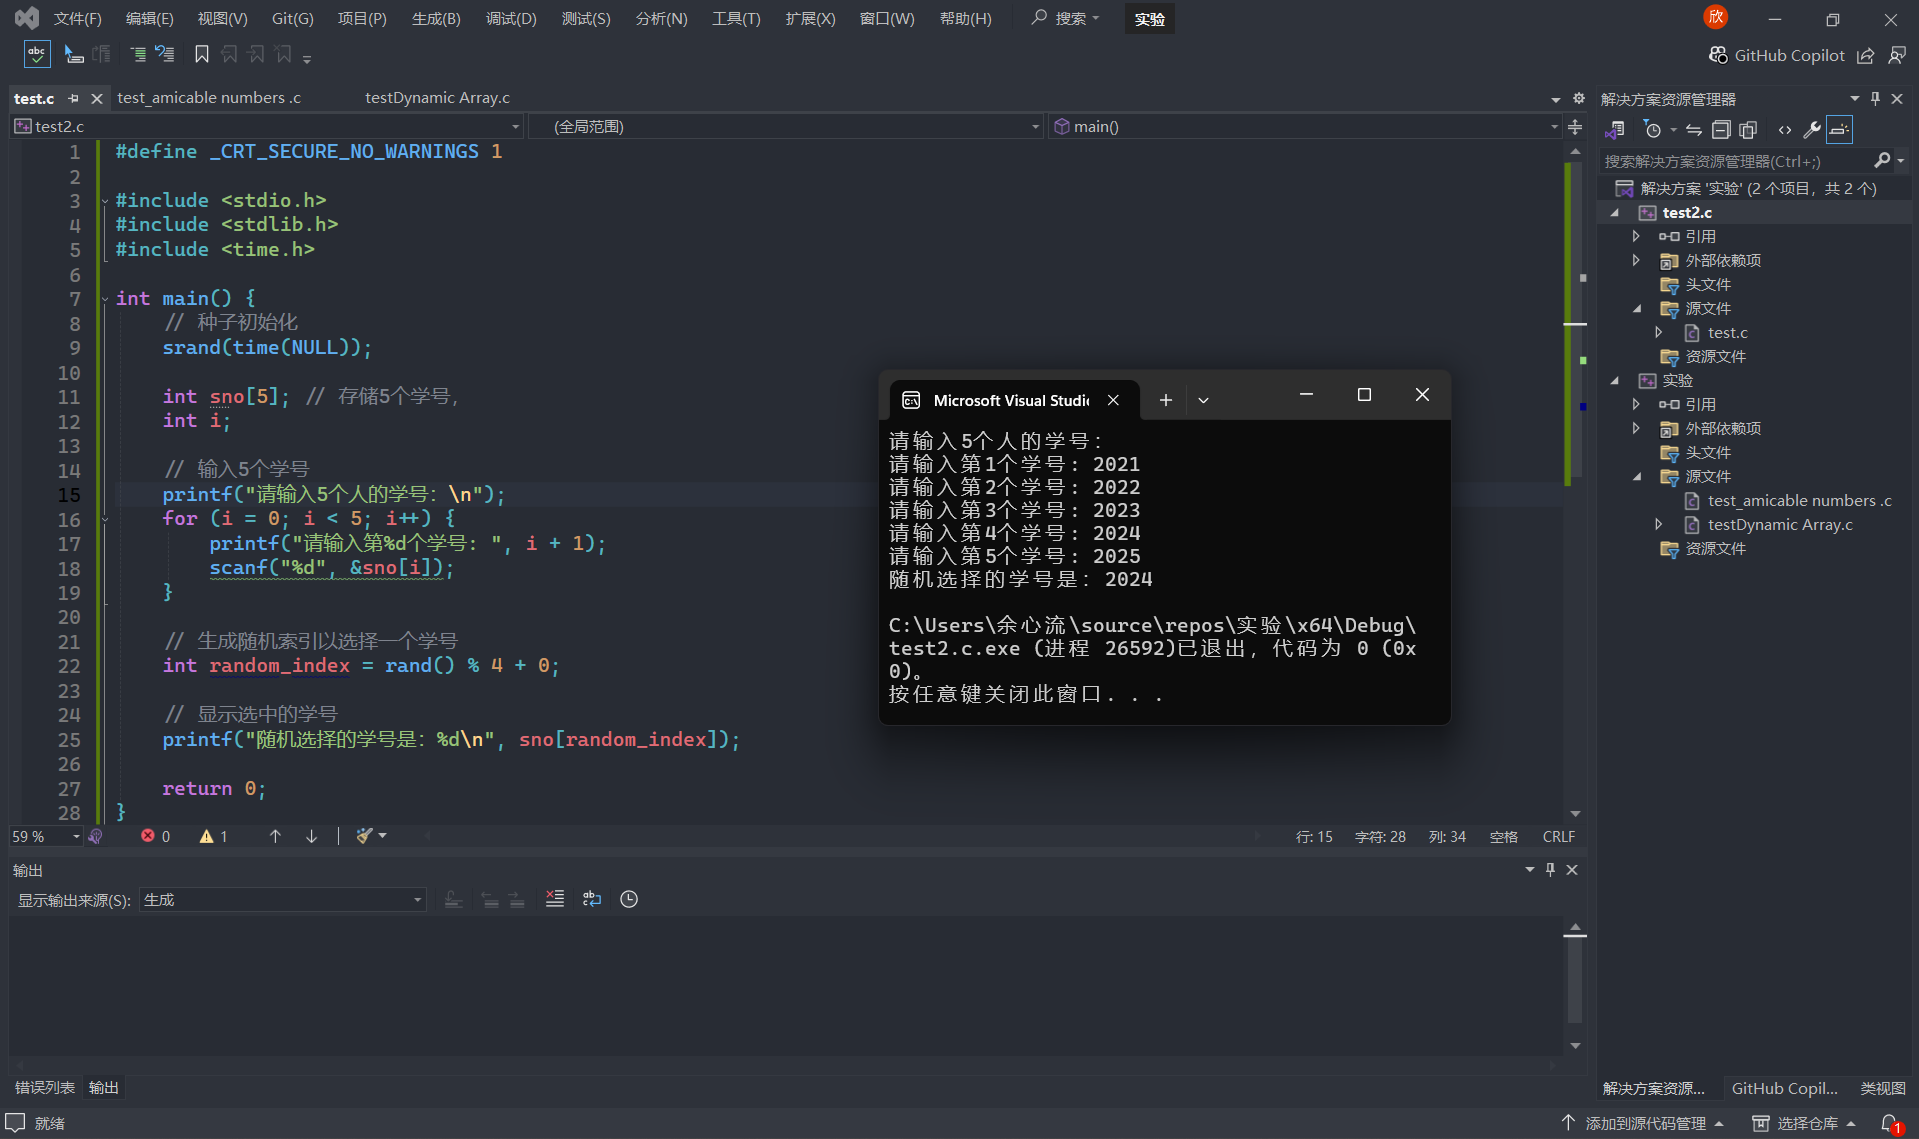 文件(F) 编辑(E) 视图(V) Git(G) 项目(P) 生成(B) 调试(D) 测试(S) 分析(N) 工具(T) 扩展(X) 窗口(W) 帮助(H) 搜索 实验 欣
abc GitHub Copilot
test.c test_amicable numbers .c testDynamic Array.c
test2.c (全局范围) main()
1 #define _CRT_SECURE_NO_WARNINGS 1
2
3 #include <stdio.h>
4 #include <stdlib.h>
5 #include <time.h>
6
7 int main() {
8 // 种子初始化
9 srand(time(NULL));
10
11 int sno[5]; // 存储5个学号,
12 int i;
13
14 // 输入5个学号
15 printf("请输入5个人的学号: \n");
16 for (i = 0; i < 5; i++) {
17 printf("请输入第%d个学号: ", i + 1);
18 scanf("%d", &sno[i]);
19 }
20
21 // 生成随机索引以选择一个学号
22 int random_index = rand() % 4 + 0;
23
24 // 显示选中的学号
25 printf("随机选择的学号是: %d\n", sno[random_index]);
26
27 return 0;
28 }
Microsoft Visual Studi
请输入5个人的学号:
请输入第1个学号: 2021
请输入第2个学号: 2022
请输入第3个学号: 2023
请输入第4个学号: 2024
请输入第5个学号: 2025
随机选择的学号是: 2024
C:\Users\余心流\source\repos\实验\x64\Debug\
test2.c.exe (进程 26592)已退出,代码为 0 (0x
0)。
按任意键关闭此窗口. . .
59 % 0 1 行: 15 字符: 28 列: 34 空格 CRLF
输出
显示输出来源(S): 生成
错误列表 输出
解决方案资源管理器
搜索解决方案资源管理器(Ctrl+;)
解决方案 '实验' (2 个项目,共 2 个)
test2.c
引用
外部依赖项
头文件
源文件
test.c
资源文件
实验
引用
外部依赖项
头文件
源文件
test_amicable numbers .c
testDynamic Array.c
资源文件
解决方案资源... GitHub Copil... 类视图
就绪 添加到源代码管理 选择仓库 1